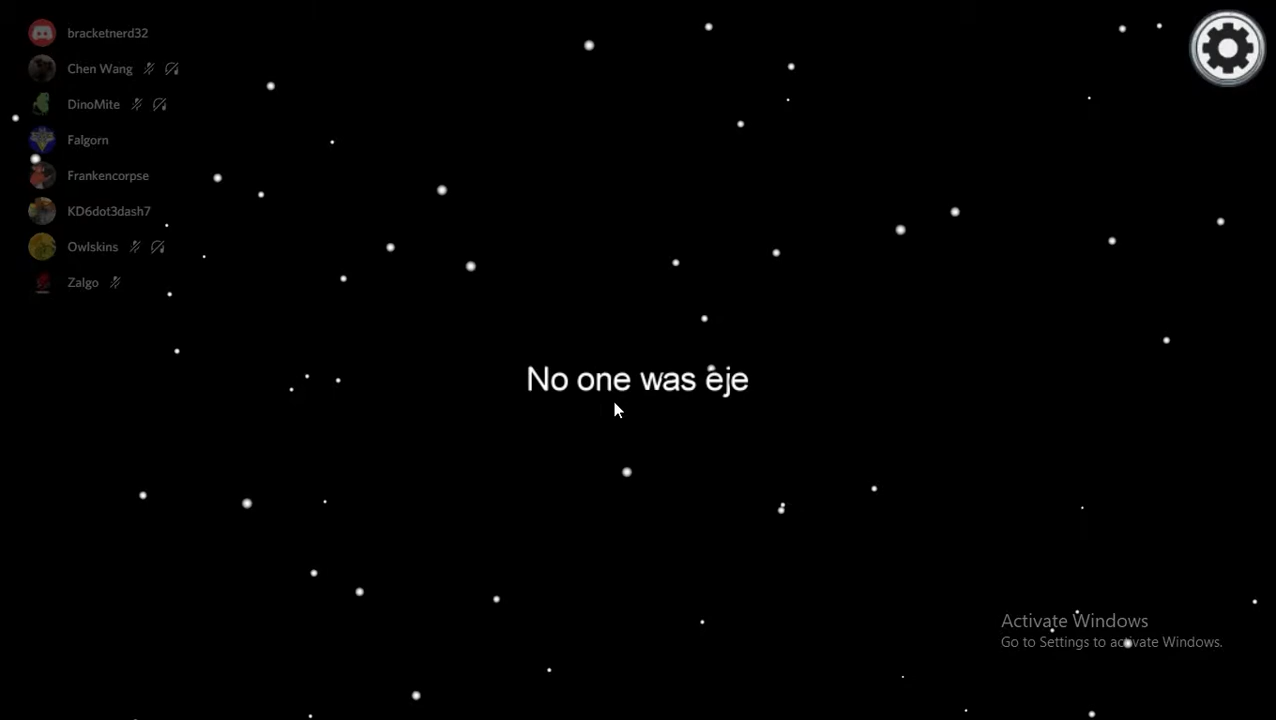 bracketnerd32
Chen Wang
DinoMite
Falgorn
Frankencorpse
KD6dot3dash7
Owlskins
Zalgo
No one was eje
Activate Windows
Go to Settings to activate Windows.